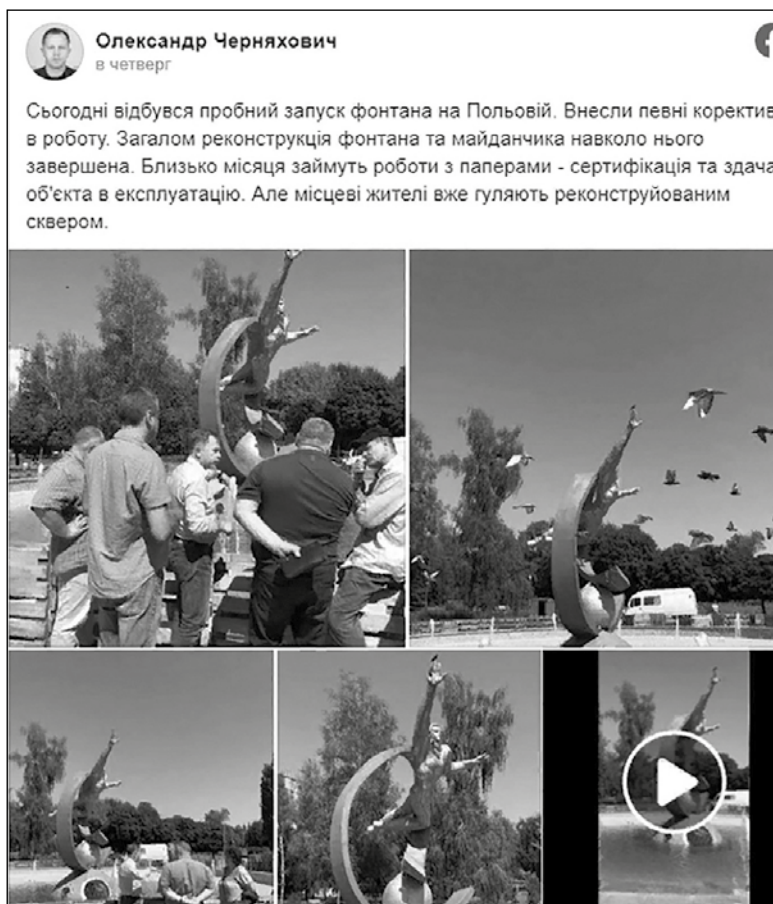 Олександр Черняхович
в четверг
Сьогодні відбувся пробний запуск фонтана на Польовій. Внесли певні коректив
в роботу. Загалом реконструкція фонтана та майданчика навколо нього
завершена. Близько місяця займуть роботи з паперами - сертифікація та здача
об'єкта в експлуатацію. Але місцеві жителі вже гуляють реконструйованим
сквером.